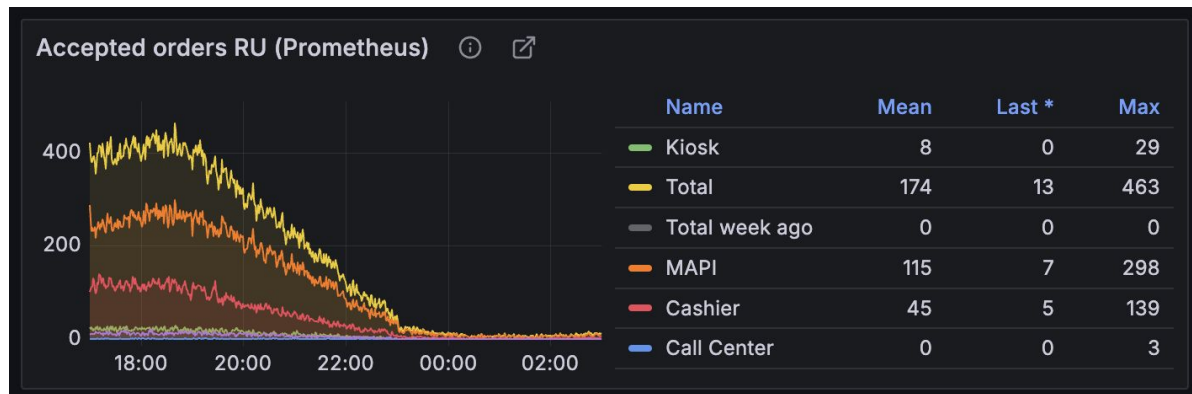 Accepted orders RU (Prometheus)
Name Mean Last * Max
Kiosk 8 0 29
Total 174 13 463
Total week ago 0 0 0
MAPI 115 7 298
Cashier 45 5 139
Call Center 0 0 3
400
200
0
18:00 20:00 22:00 00:00 02:00